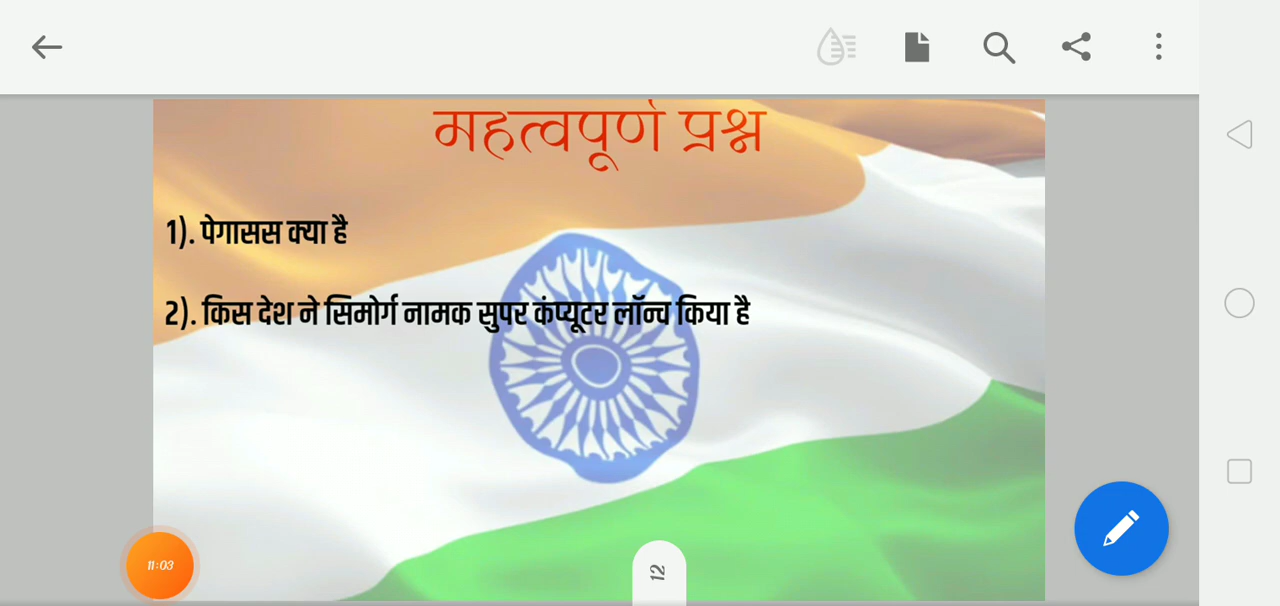 महत्वपूर्ण प्रश्न
1). पेगासस क्या है
2). किस देश ने सिमोर्ग नामक सुपर कंप्यूटर लॉन्च किया है
11:03
12